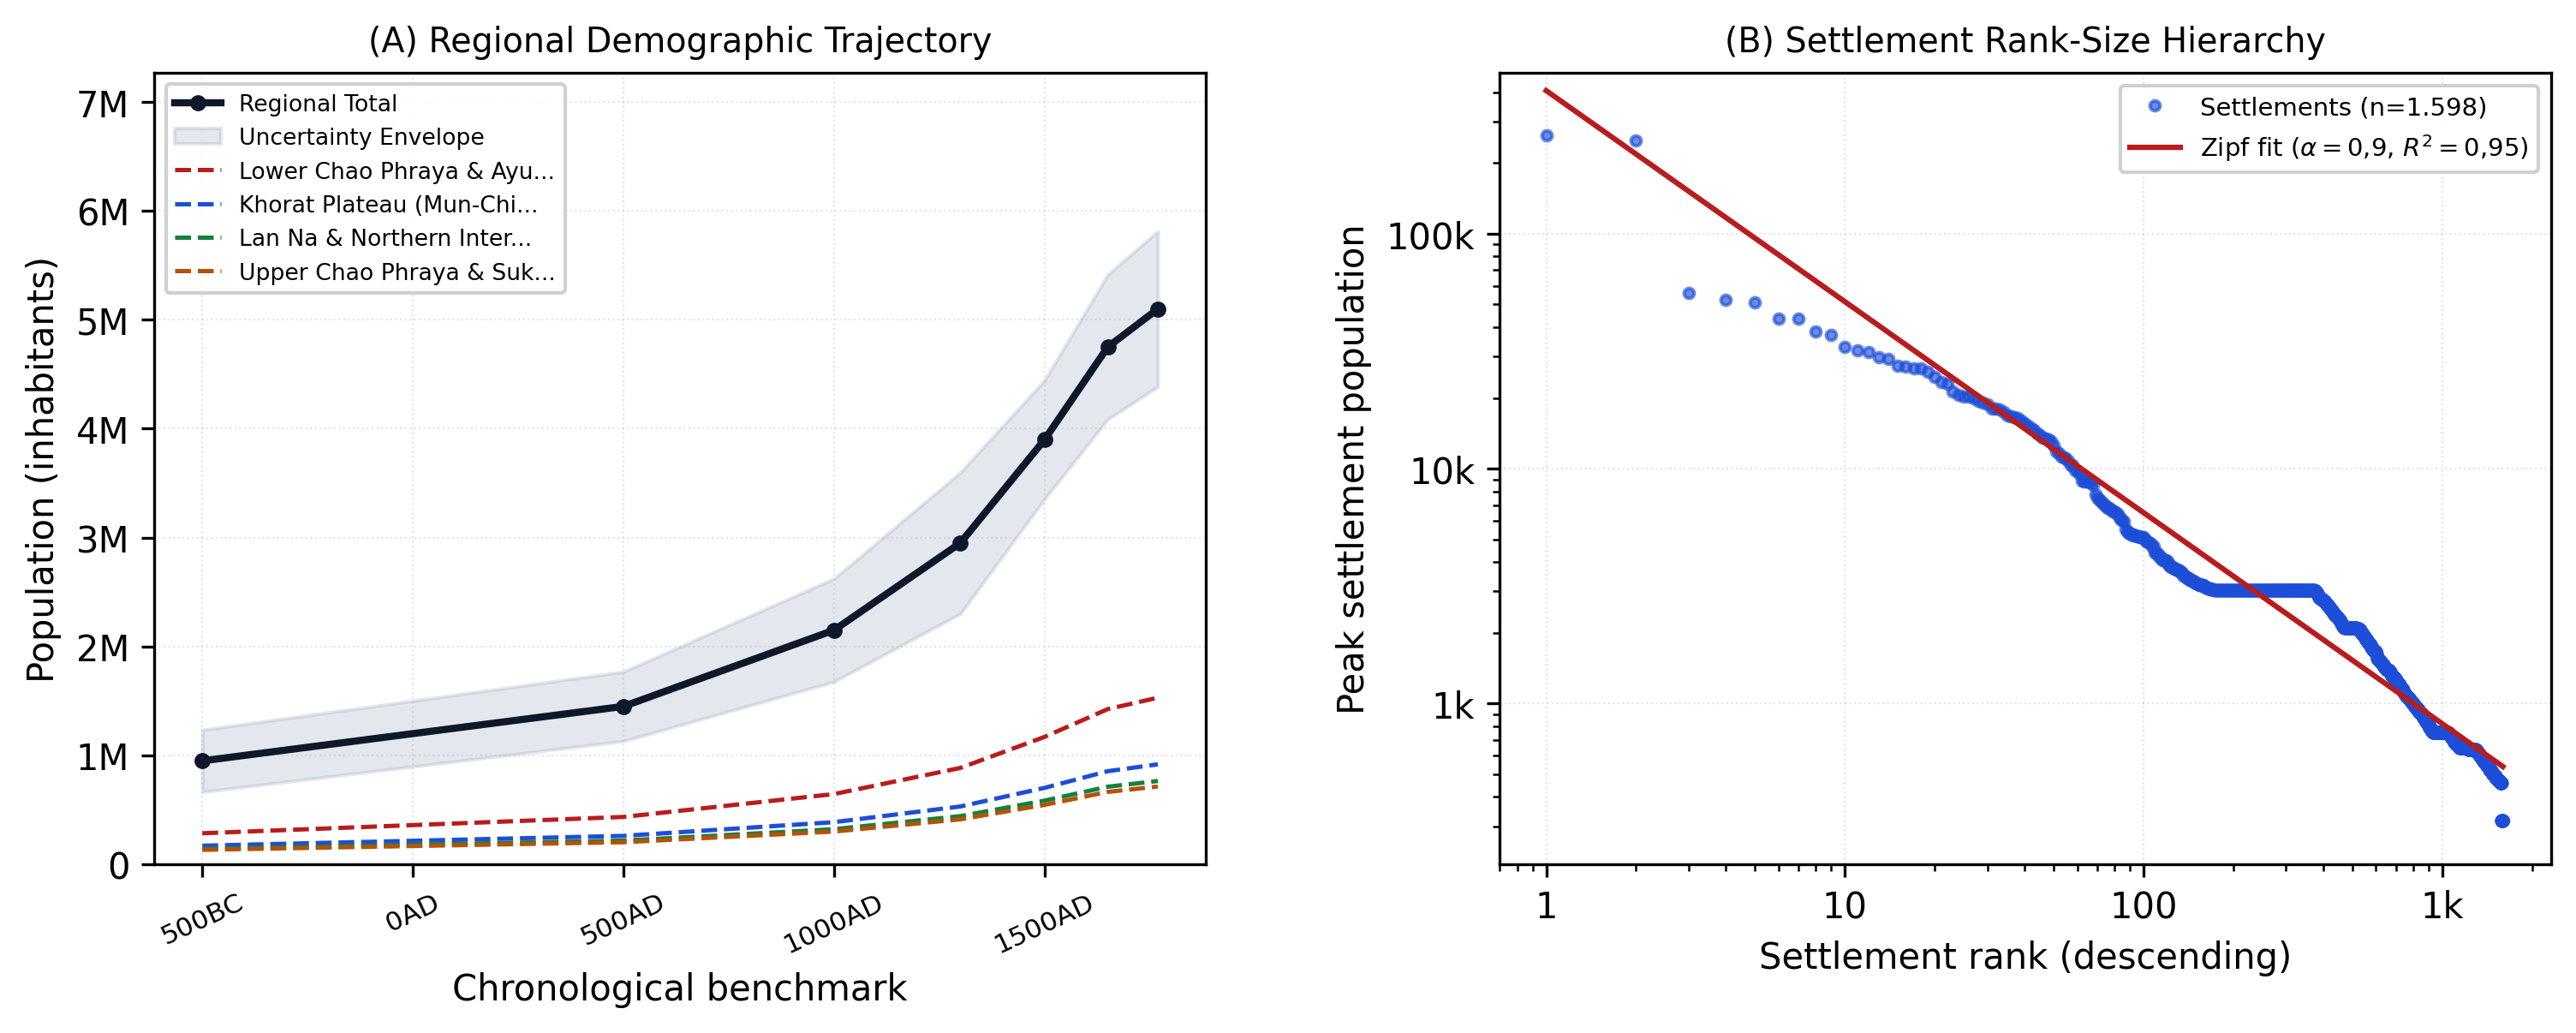 (A) Regional Demographic Trajectory
Population (inhabitants)
7M
6M
5M
4M
3M
2M
1M
0
Regional Total
Uncertainty Envelope
Lower Chao Phraya & Ayu...
Khorat Plateau (Mun-Chi...
Lan Na & Northern Inter...
Upper Chao Phraya & Suk...
500BC
0AD
500AD
1000AD
1500AD
Chronological benchmark
(B) Settlement Rank-Size Hierarchy
Peak settlement population
100k
10k
1k
Settlements (n=1.598)
Zipf fit (α = 0,9, R² = 0,95)
1
10
100
1k
Settlement rank (descending)